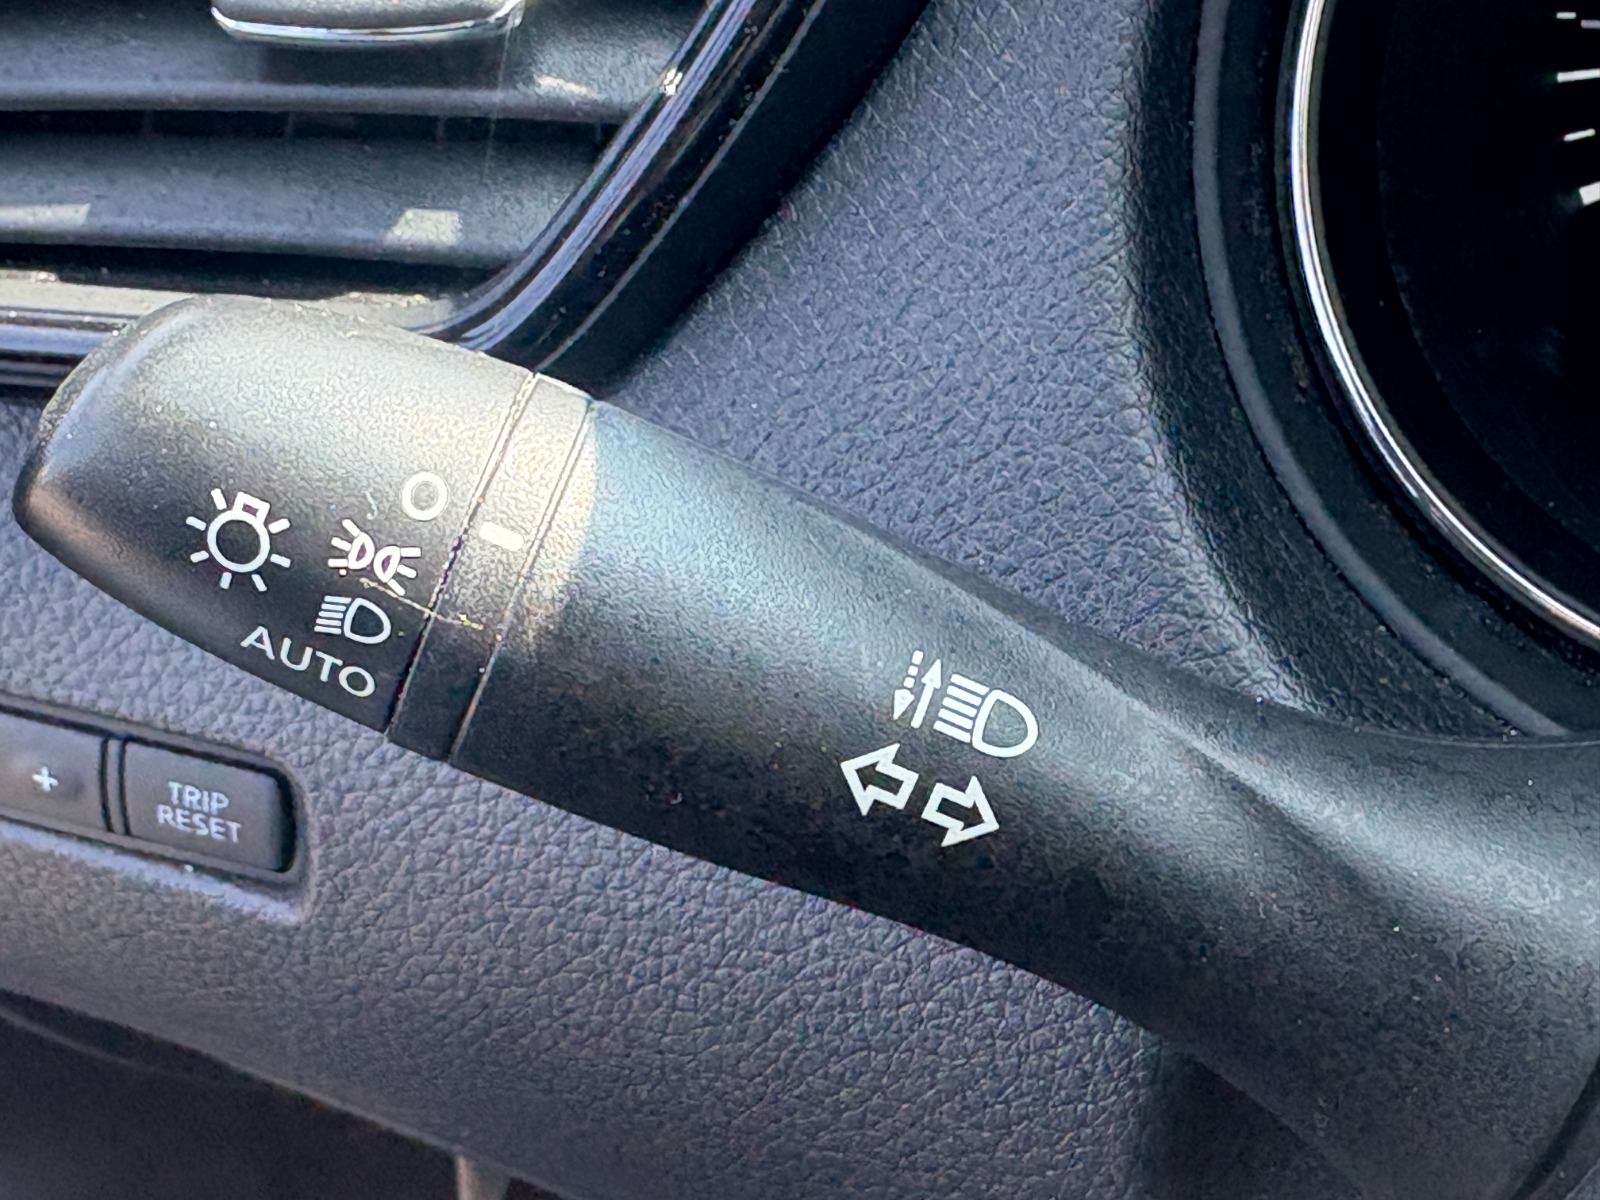 AUTO
+
TRIP
RESET